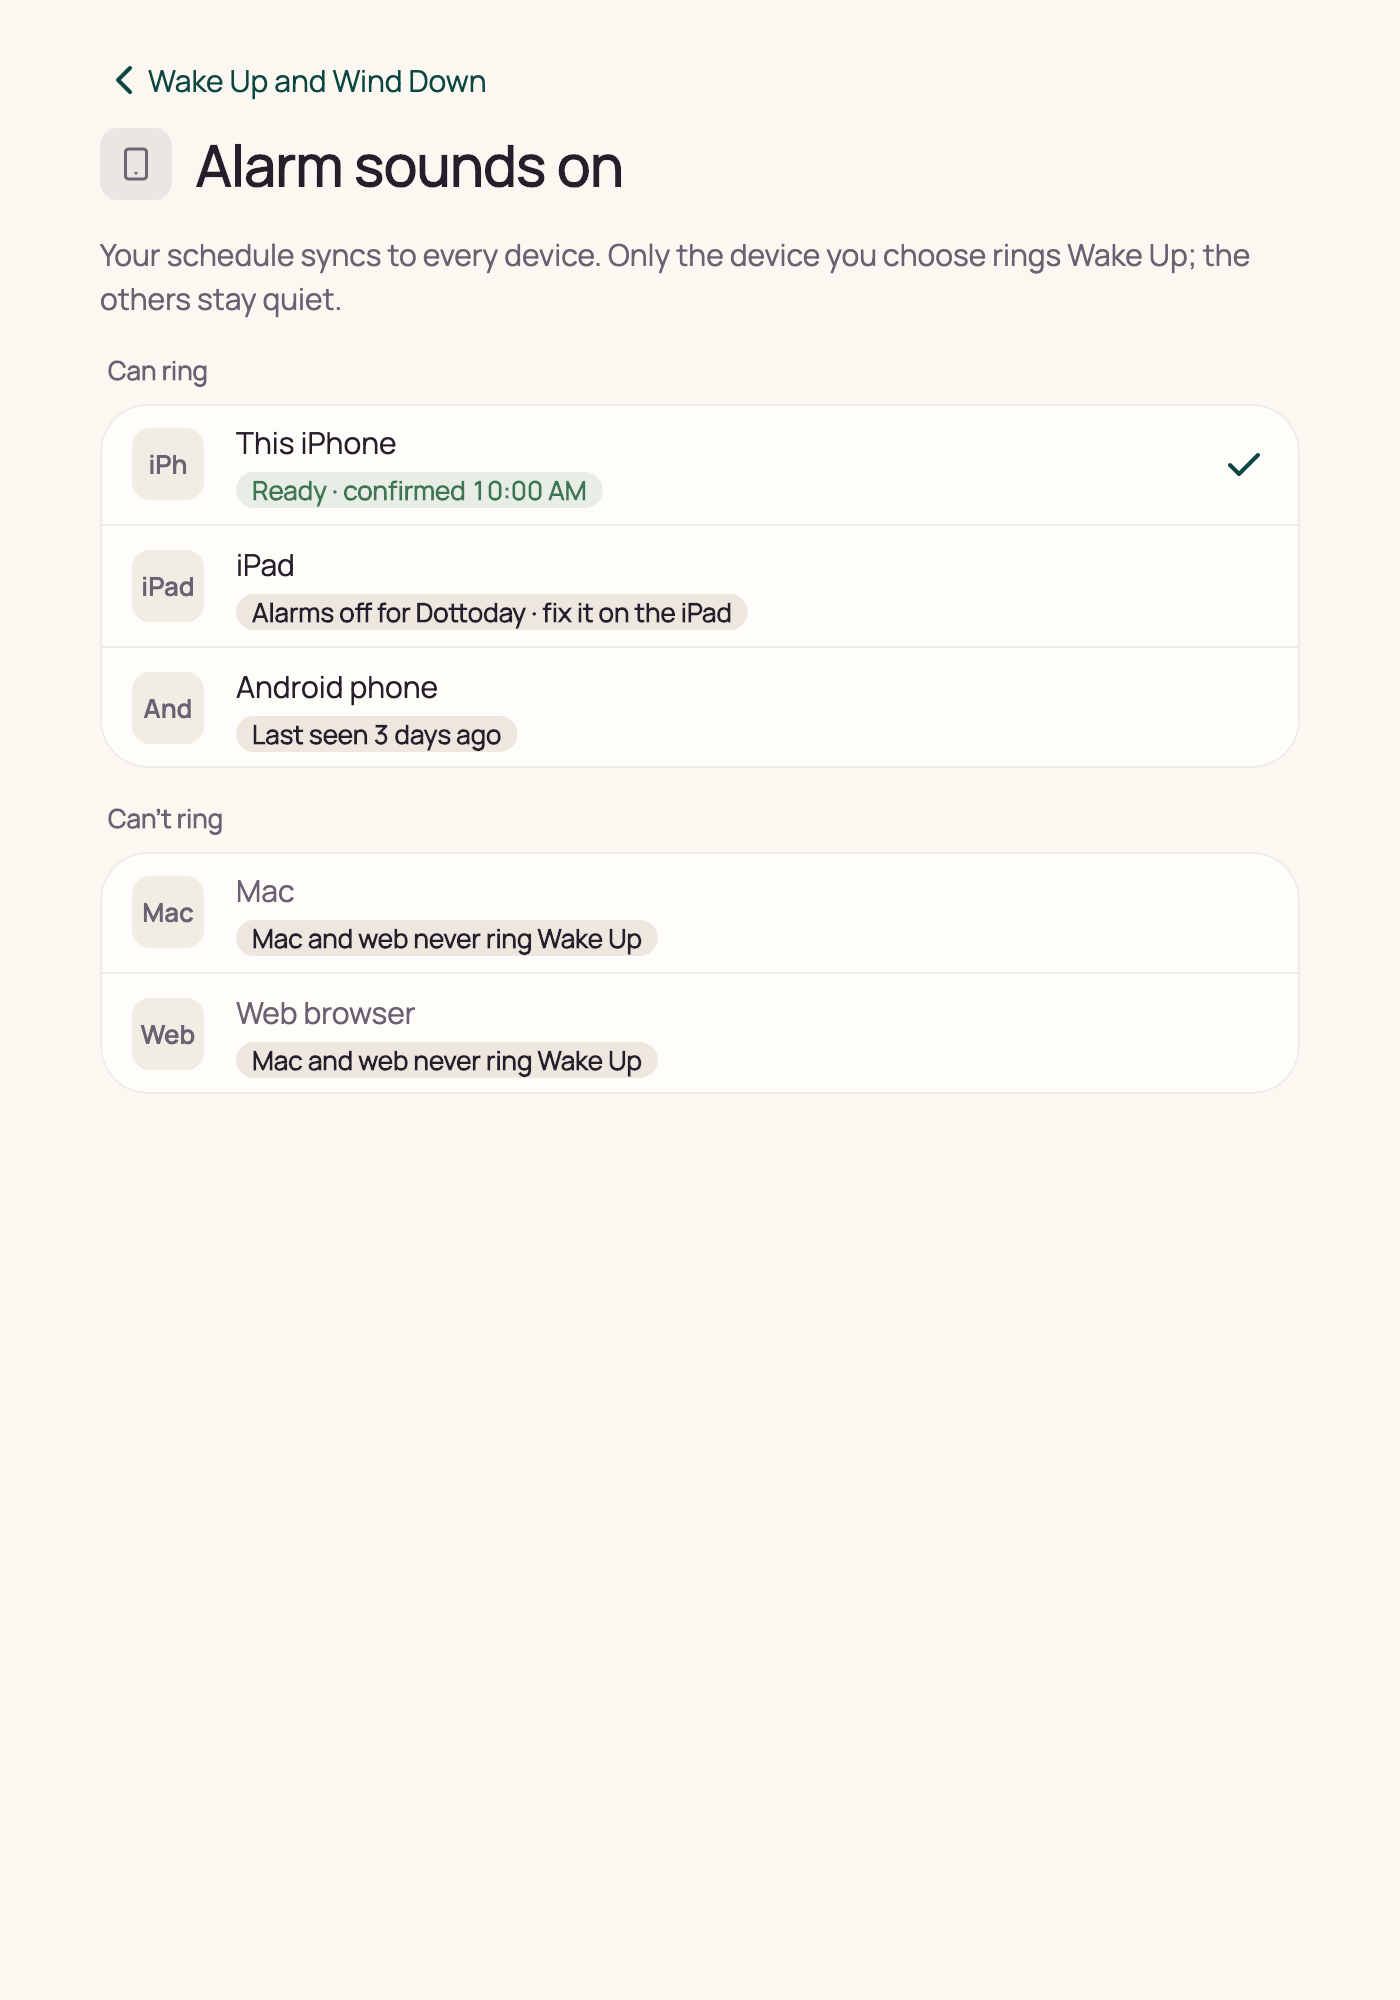 Wake Up and Wind Down
Alarm sounds on
Your schedule syncs to every device. Only the device you choose rings Wake Up; the
others stay quiet.
Can ring
iPh
This iPhone
Ready · confirmed 10:00 AM
iPad
iPad
Alarms off for Dottoday · fix it on the iPad
And
Android phone
Last seen 3 days ago
Can’t ring
Mac
Mac
Mac and web never ring Wake Up
Web
Web browser
Mac and web never ring Wake Up